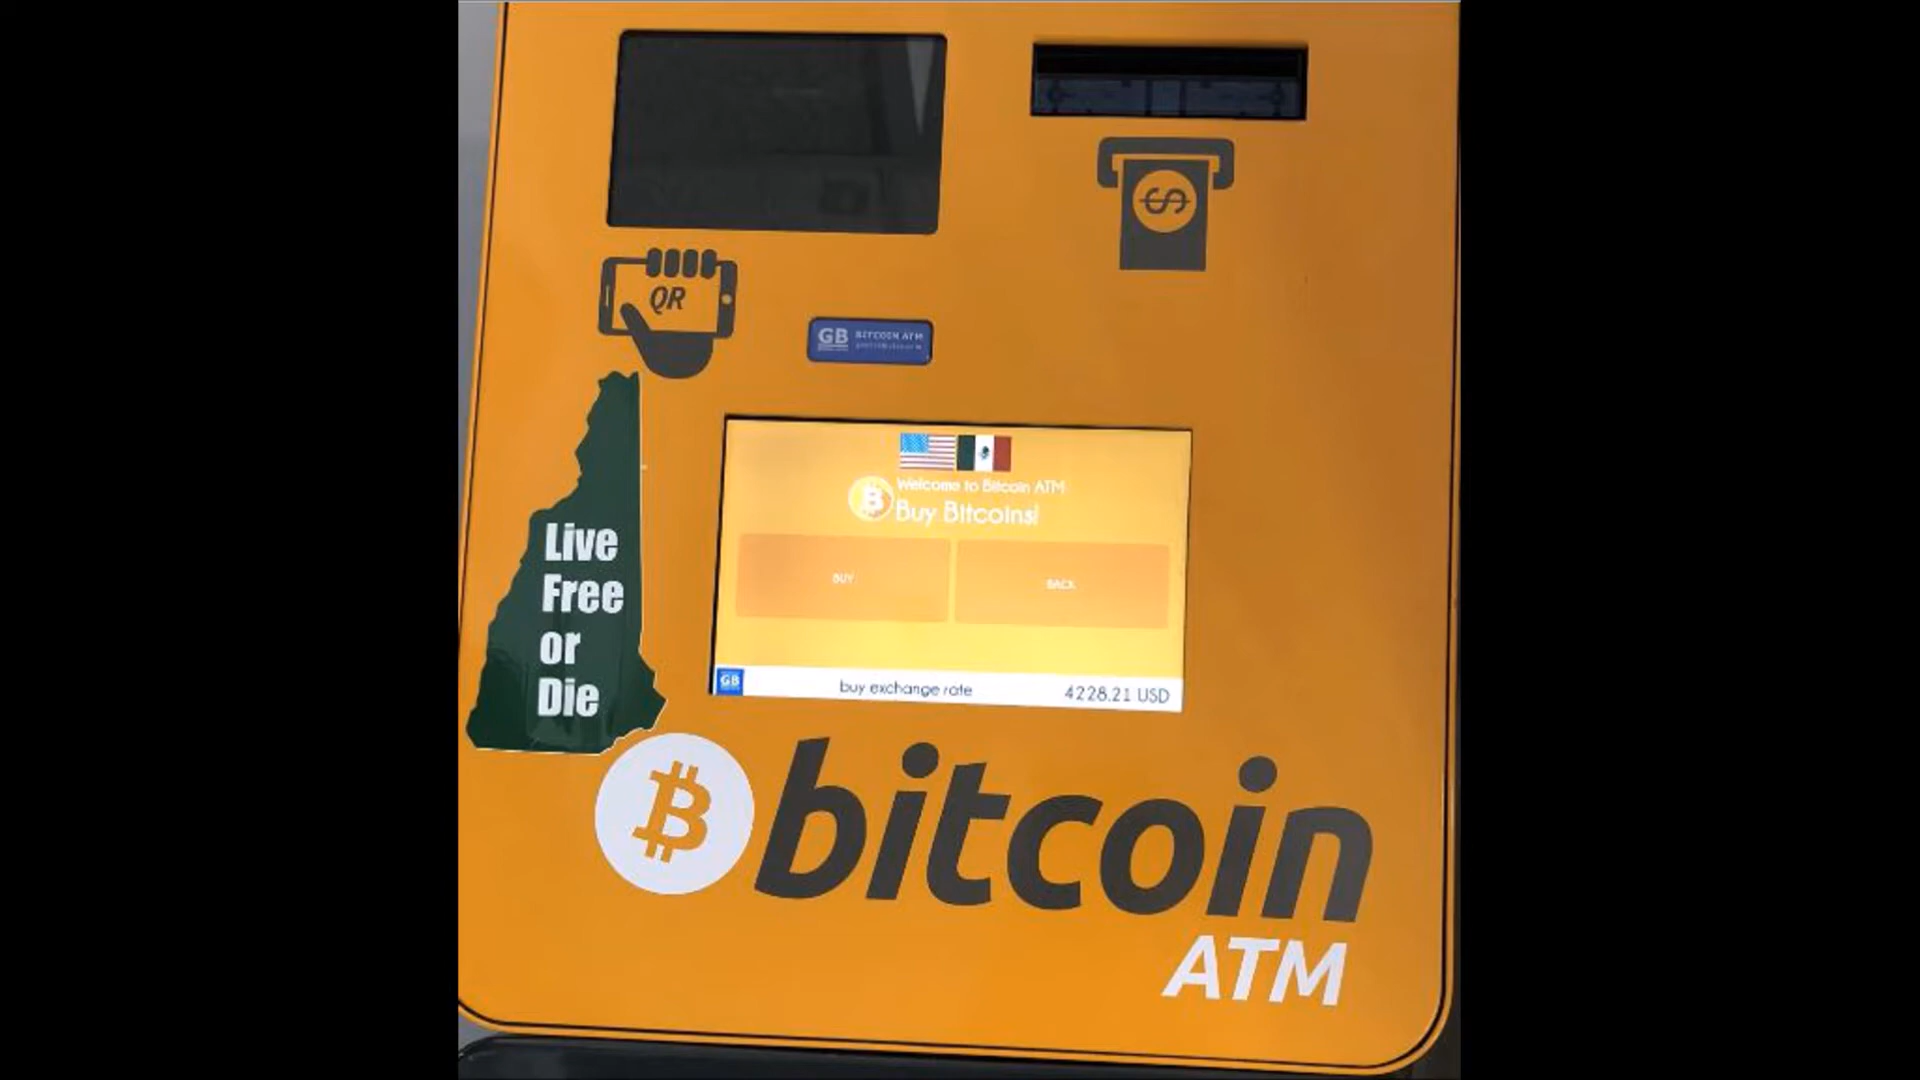 QR
GB BITCOIN ATM
Welcome to Bitcoin ATM
Buy Bitcoins!
BUY
BACK
GB
buy exchange rate 4228.21 USD
Live
Free
or
Die
bitcoin
ATM